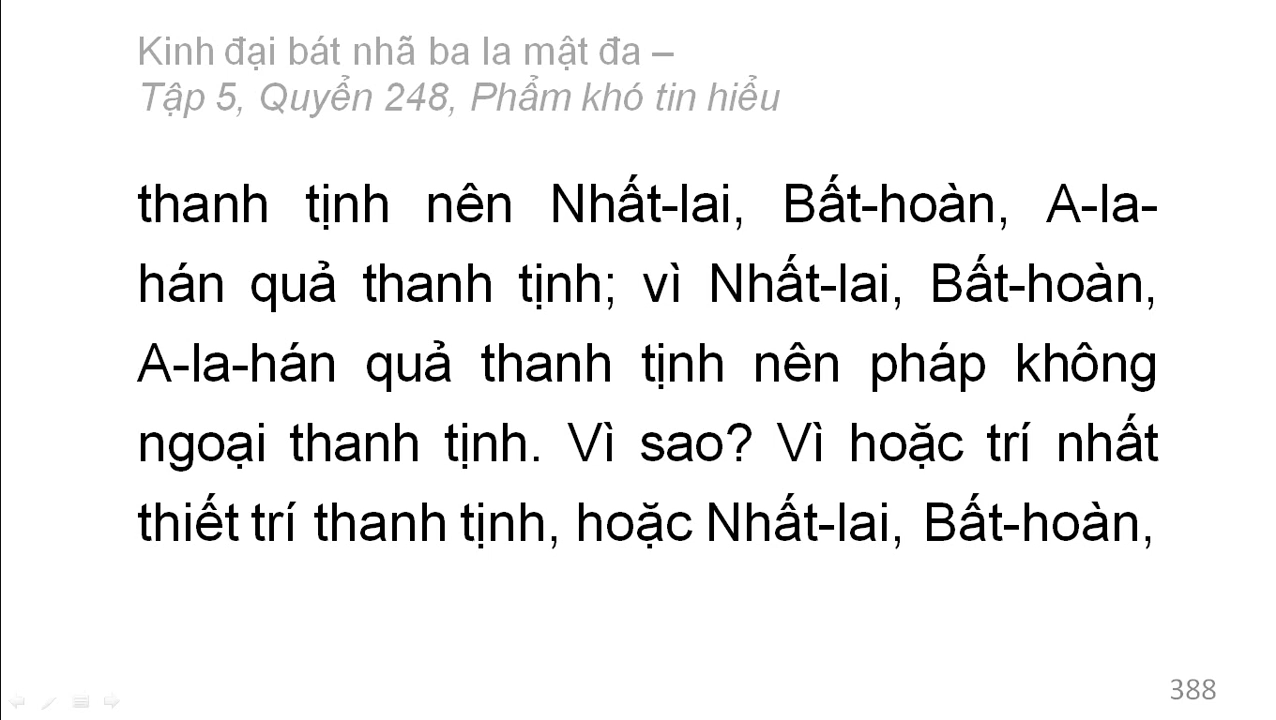 Kinh đại bát nhã ba la mật đa –
Tập 5, Quyển 248, Phẩm khó tin hiểu
thanh tịnh nên Nhất-lai, Bất-hoàn, A-la-
hán quả thanh tịnh; vì Nhất-lai, Bất-hoàn,
A-la-hán quả thanh tịnh nên pháp không
ngoại thanh tịnh. Vì sao? Vì hoặc trí nhất
thiết trí thanh tịnh, hoặc Nhất-lai, Bất-hoàn,
388